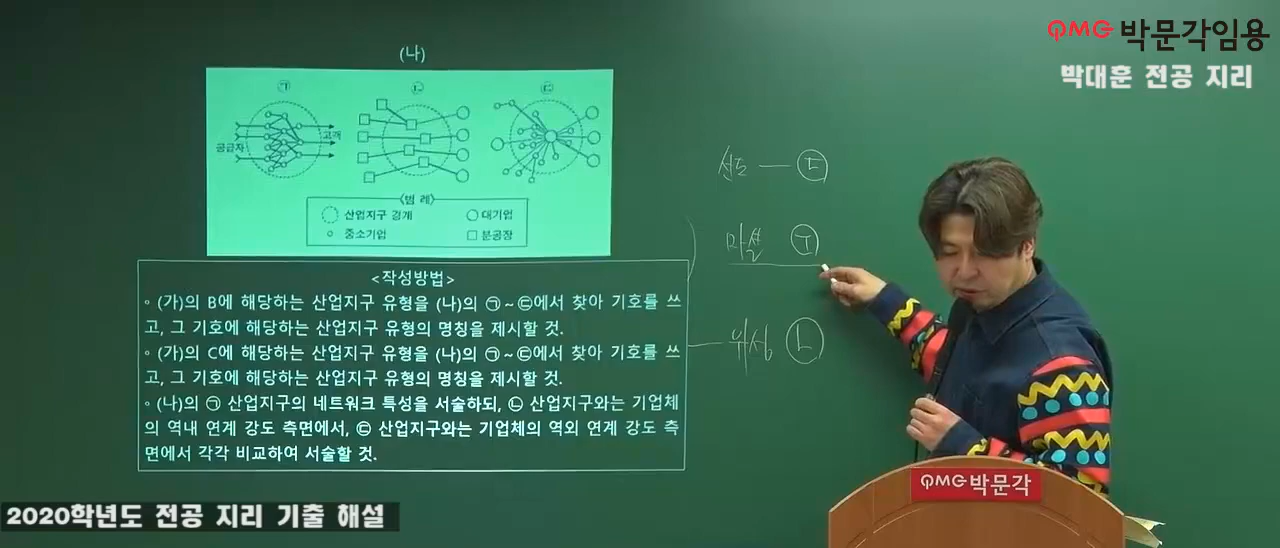 QMG 박문각임용
박대훈 전공 지리
(나)
㉠ ㉡ ㉢
고객
공급자
<범 례>
산업지구 경계 대기업
중소기업 분공장
<작성방법>
◦ (가)의 B에 해당하는 산업지구 유형을 (나)의 ㉠~㉢에서 찾아 기호를 쓰
고, 그 기호에 해당하는 산업지구 유형의 명칭을 제시할 것.
◦ (가)의 C에 해당하는 산업지구 유형을 (나)의 ㉠~㉢에서 찾아 기호를 쓰
고, 그 기호에 해당하는 산업지구 유형의 명칭을 제시할 것.
◦ (나)의 ㉠ 산업지구의 네트워크 특성을 서술하되, ㉡ 산업지구와는 기업체
의 역내 연계 강도 측면에서, ㉢ 산업지구와는 기업체의 역외 연계 강도 측
면에서 각각 비교하여 서술할 것.
선도 — ㉢
마샬 ㉠
위성 ㉡
QMG 박문각
2020학년도 전공 지리 기출 해설